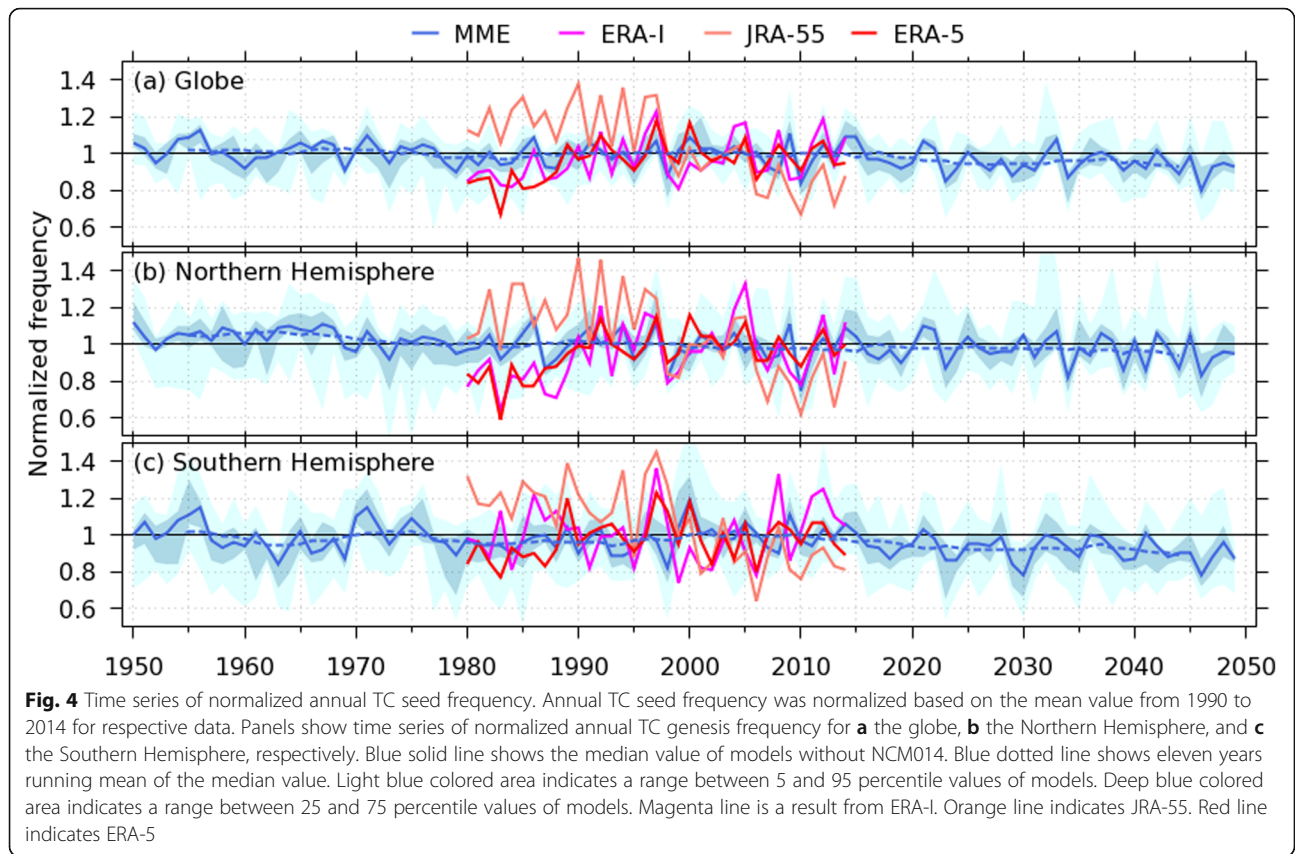 MME ERA-I JRA-55 ERA-5
(a) Globe
1.4
1.2
1
0.8
0.6
(b) Northern Hemisphere
1.4
1.2
1
0.8
0.6
(c) Southern Hemisphere
1.4
1.2
1
0.8
0.6
Normalized frequency
1950 1960 1970 1980 1990 2000 2010 2020 2030 2040 2050
Fig. 4 Time series of normalized annual TC seed frequency. Annual TC seed frequency was normalized based on the mean value from 1990 to
2014 for respective data. Panels show time series of normalized annual TC genesis frequency for a the globe, b the Northern Hemisphere, and c
the Southern Hemisphere, respectively. Blue solid line shows the median value of models without NCM014. Blue dotted line shows eleven years
running mean of the median value. Light blue colored area indicates a range between 5 and 95 percentile values of models. Deep blue colored
area indicates a range between 25 and 75 percentile values of models. Magenta line is a result from ERA-I. Orange line indicates JRA-55. Red line
indicates ERA-5